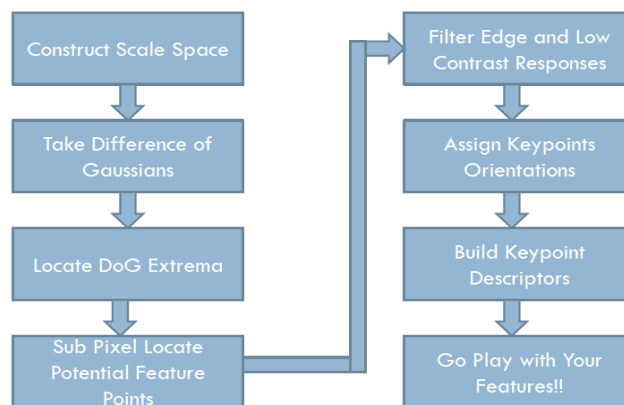 Construct Scale Space
Take Difference of
Gaussians
Locate DoG Extrema
Sub Pixel Locate
Potential Feature
Points
Filter Edge and Low
Contrast Responses
Assign Keypoints
Orientations
Build Keypoint
Descriptors
Go Play with Your
Features!!